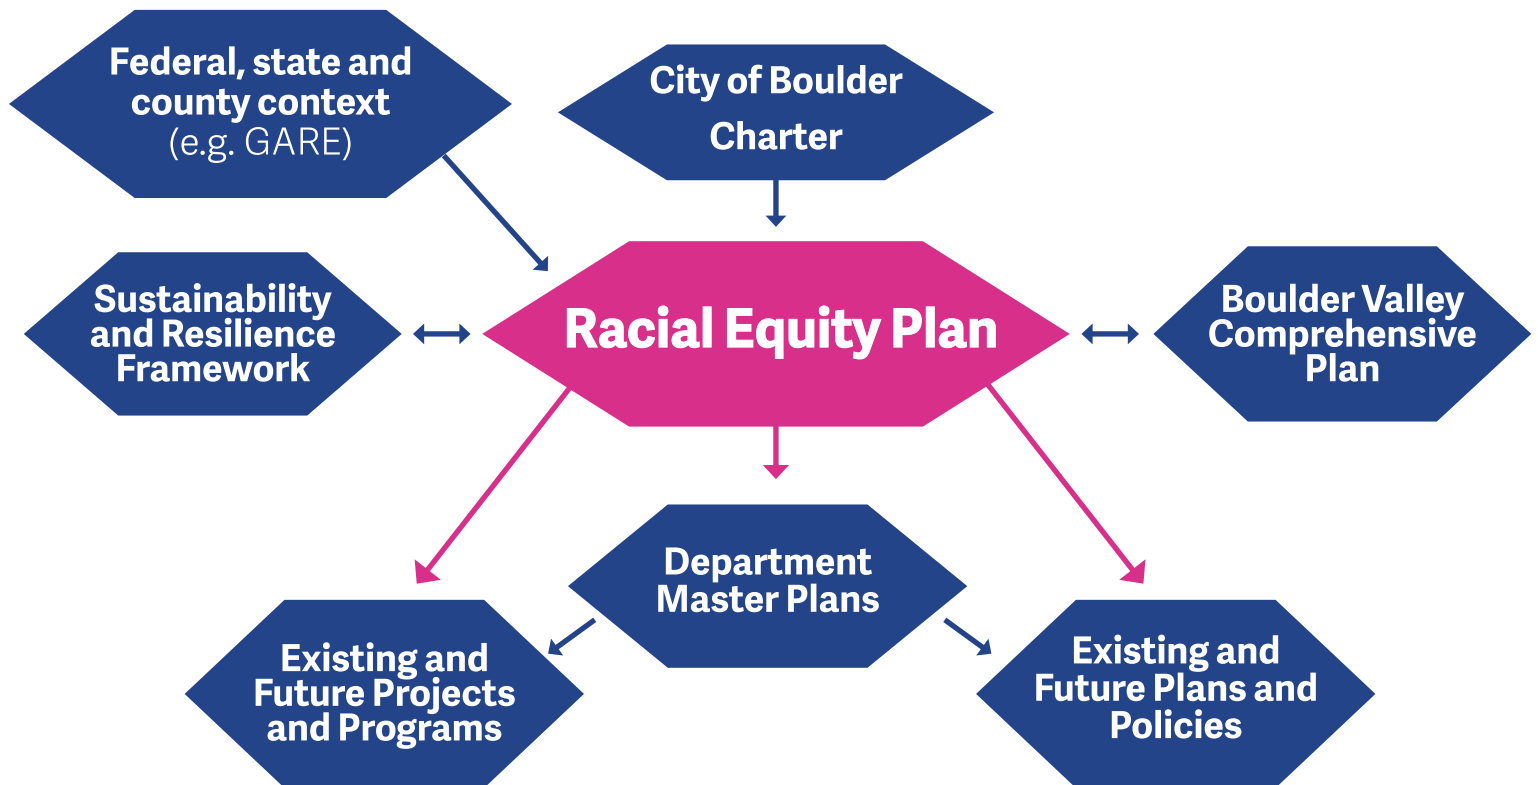 Federal, state and
county context
(e.g. GARE)
City of Boulder
Charter
Sustainability
and Resilience
Framework
Racial Equity Plan
Boulder Valley
Comprehensive
Plan
Department
Master Plans
Existing and
Future Projects
and Programs
Existing and
Future Plans and
Policies